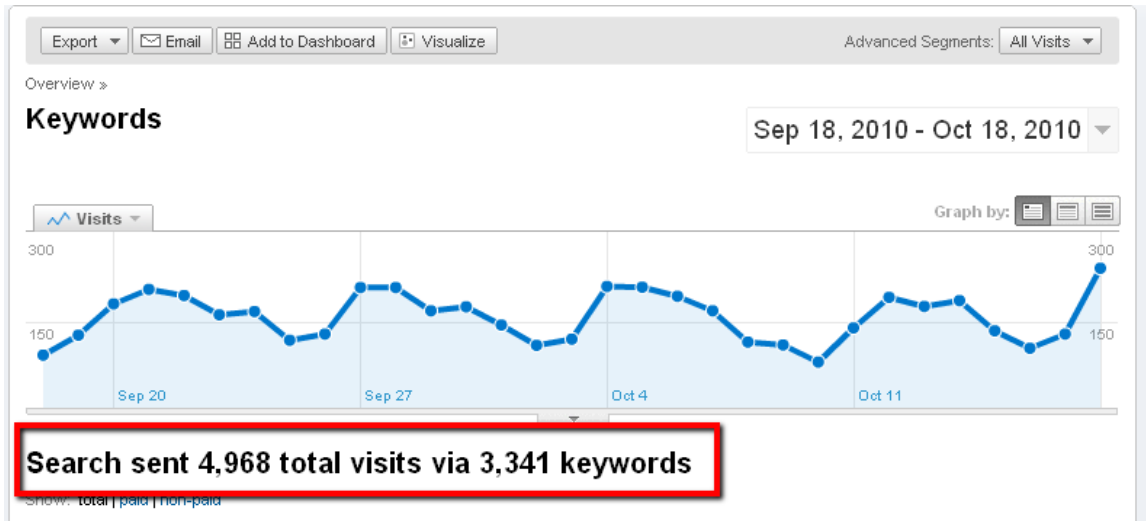 Export Email Add to Dashboard Visualize Advanced Segments: All Visits
Overview »
Keywords
Sep 18, 2010 - Oct 18, 2010
Visits Graph by:
300 300
150 150
Sep 20 Sep 27 Oct 4 Oct 11
Search sent 4,968 total visits via 3,341 keywords
Show: total | paid | non-paid